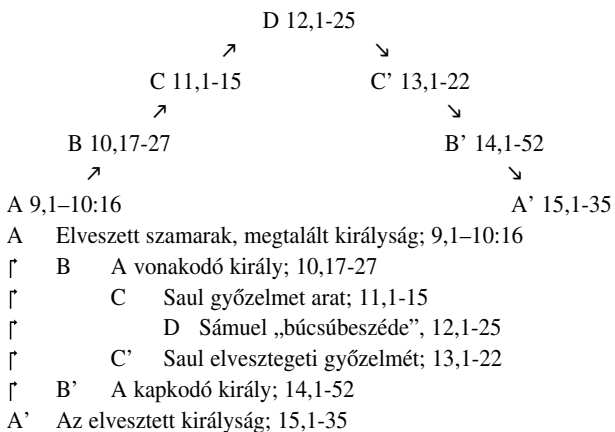 D 12,1-25
↗ ↘
C 11,1-15 C’ 13,1-22
↗ ↘
B 10,17-27 B’ 14,1-52
↗ ↘
A 9,1–10:16 A’ 15,1-35
A Elveszett szamarak, megtalált királyság; 9,1–10:16
↱ B A vonakodó király; 10,17-27
↱ C Saul győzelmet arat; 11,1-15
↱ D Sámuel „búcsúbeszéde”, 12,1-25
↱ C’ Saul elvesztegeti győzelmét; 13,1-22
↱ B’ A kapkodó király; 14,1-52
A’ Az elvesztett királyság; 15,1-35